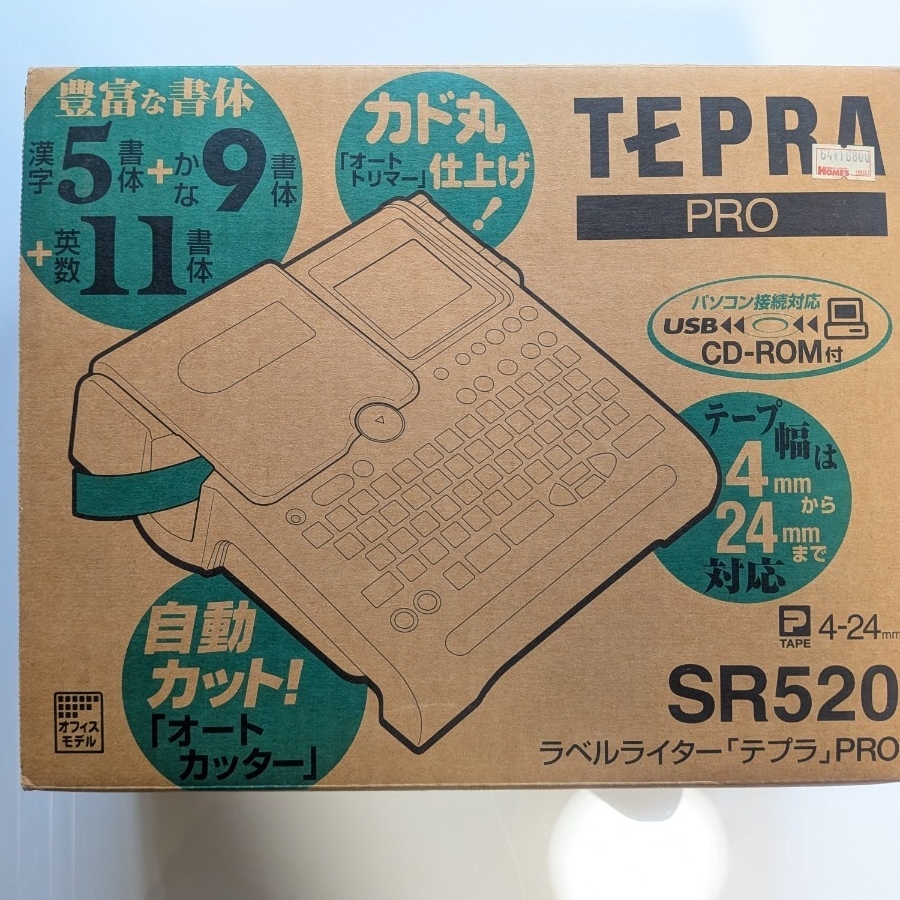 豊富な書体
漢字5書体+かな9書体
+英数11書体
カド丸
「オートトリマー」仕上げ!
TEPRA
PRO
HOME'S
パソコン接続対応
USB
CD-ROM付
テープ幅は
4mmから
24mmまで
対応
TAPE 4-24mm
SR520
ラベルライター「テプラ」PRO
自動
カット!
「オート
カッター」
オフィス
モデル